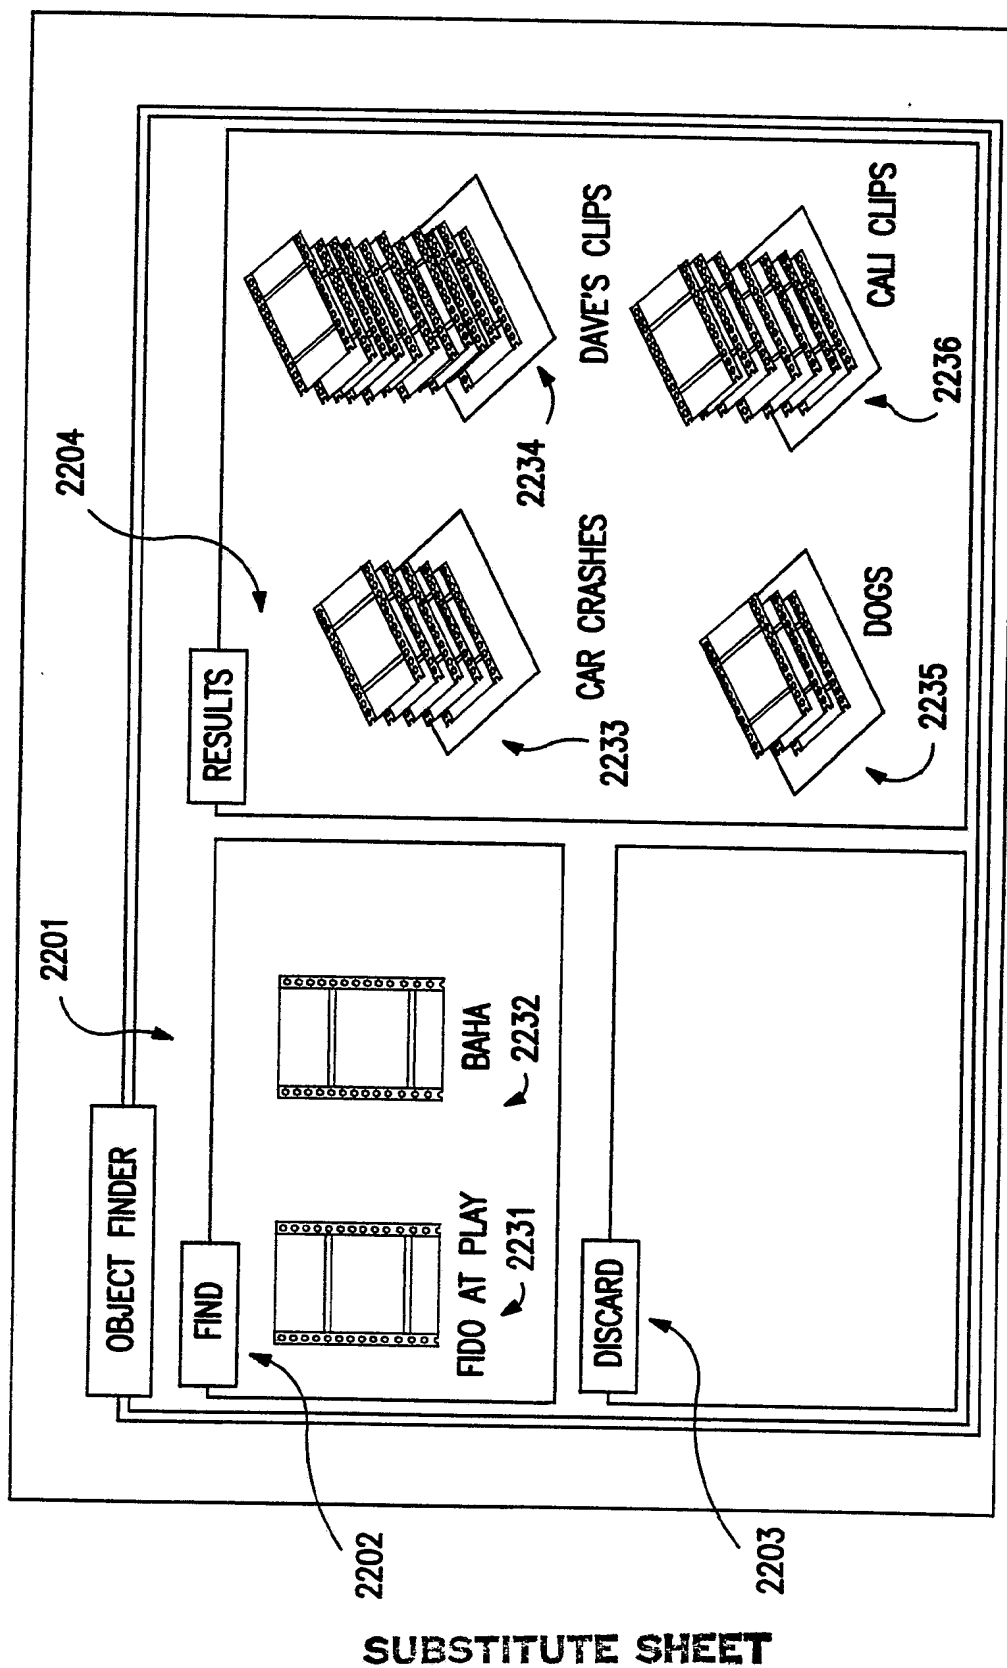 2201
2204
OBJECT FINDER
FIND
RESULTS
FIDO AT PLAY
2231
BAHA
2232
CAR CRASHES
2233
DAVE'S CLIPS
2234
DISCARD
DOGS
2235
CALI CLIPS
2236
2202
2203
SUBSTITUTE SHEET